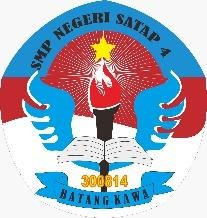 SMP NEGERI SATAP 4
300814
BATANG KAWA